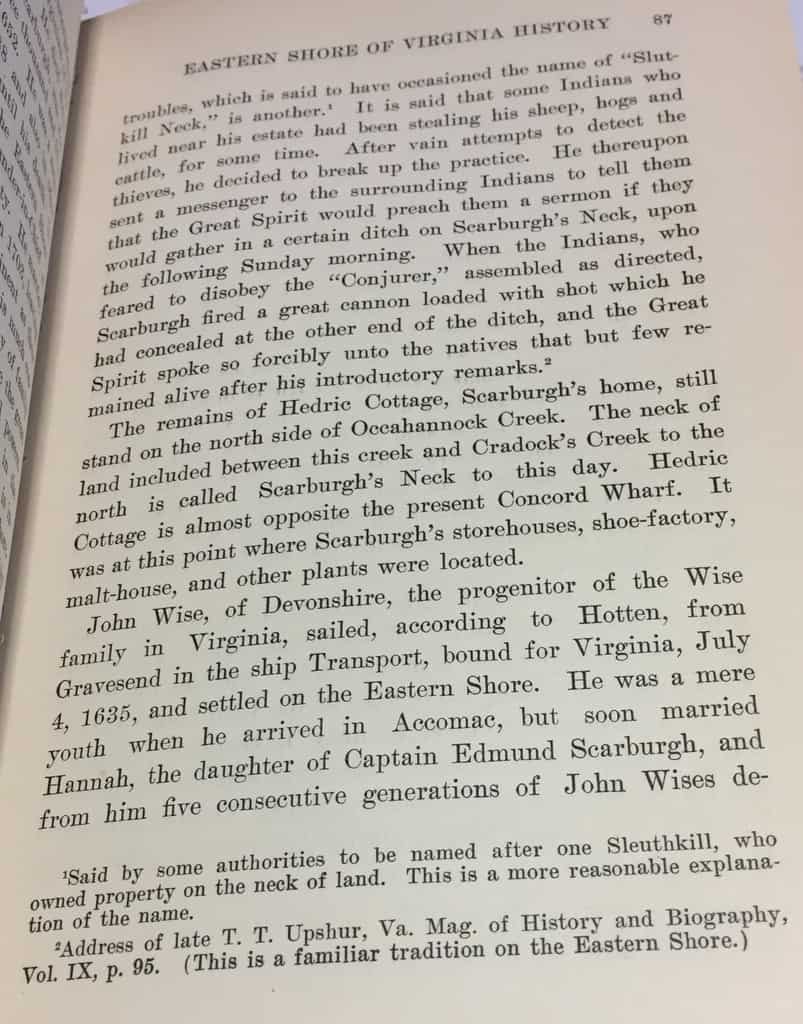 EASTERN SHORE OF VIRGINIA HISTORY 87
troubles, which is said to have occasioned the name of "Slut-
kill Neck," is another.¹ It is said that some Indians who
lived near his estate had been stealing his sheep, hogs and
cattle, for some time. After vain attempts to detect the
thieves, he decided to break up the practice. He thereupon
sent a messenger to the surrounding Indians to tell them
that the Great Spirit would preach them a sermon if they
would gather in a certain ditch on Scarburgh's Neck, upon
the following Sunday morning. When the Indians, who
feared to disobey the "Conjurer," assembled as directed,
Scarburgh fired a great cannon loaded with shot which he
had concealed at the other end of the ditch, and the Great
Spirit spoke so forcibly unto the natives that but few re-
mained alive after his introductory remarks.²
The remains of Hedric Cottage, Scarburgh's home, still
stand on the north side of Occahannock Creek. The neck of
land included between this creek and Cradock's Creek to the
north is called Scarburgh's Neck to this day. Hedric
Cottage is almost opposite the present Concord Wharf. It
was at this point where Scarburgh's storehouses, shoe-factory,
malt-house, and other plants were located.
John Wise, of Devonshire, the progenitor of the Wise
family in Virginia, sailed, according to Hotten, from
Gravesend in the ship Transport, bound for Virginia, July
4, 1635, and settled on the Eastern Shore. He was a mere
youth when he arrived in Accomac, but soon married
Hannah, the daughter of Captain Edmund Scarburgh, and
from him five consecutive generations of John Wises de-
¹Said by some authorities to be named after one Sleuthkill, who
owned property on the neck of land. This is a more reasonable explana-
tion of the name.
²Address of late T. T. Upshur, Va. Mag. of History and Biography,
Vol. IX, p. 95. (This is a familiar tradition on the Eastern Shore.)